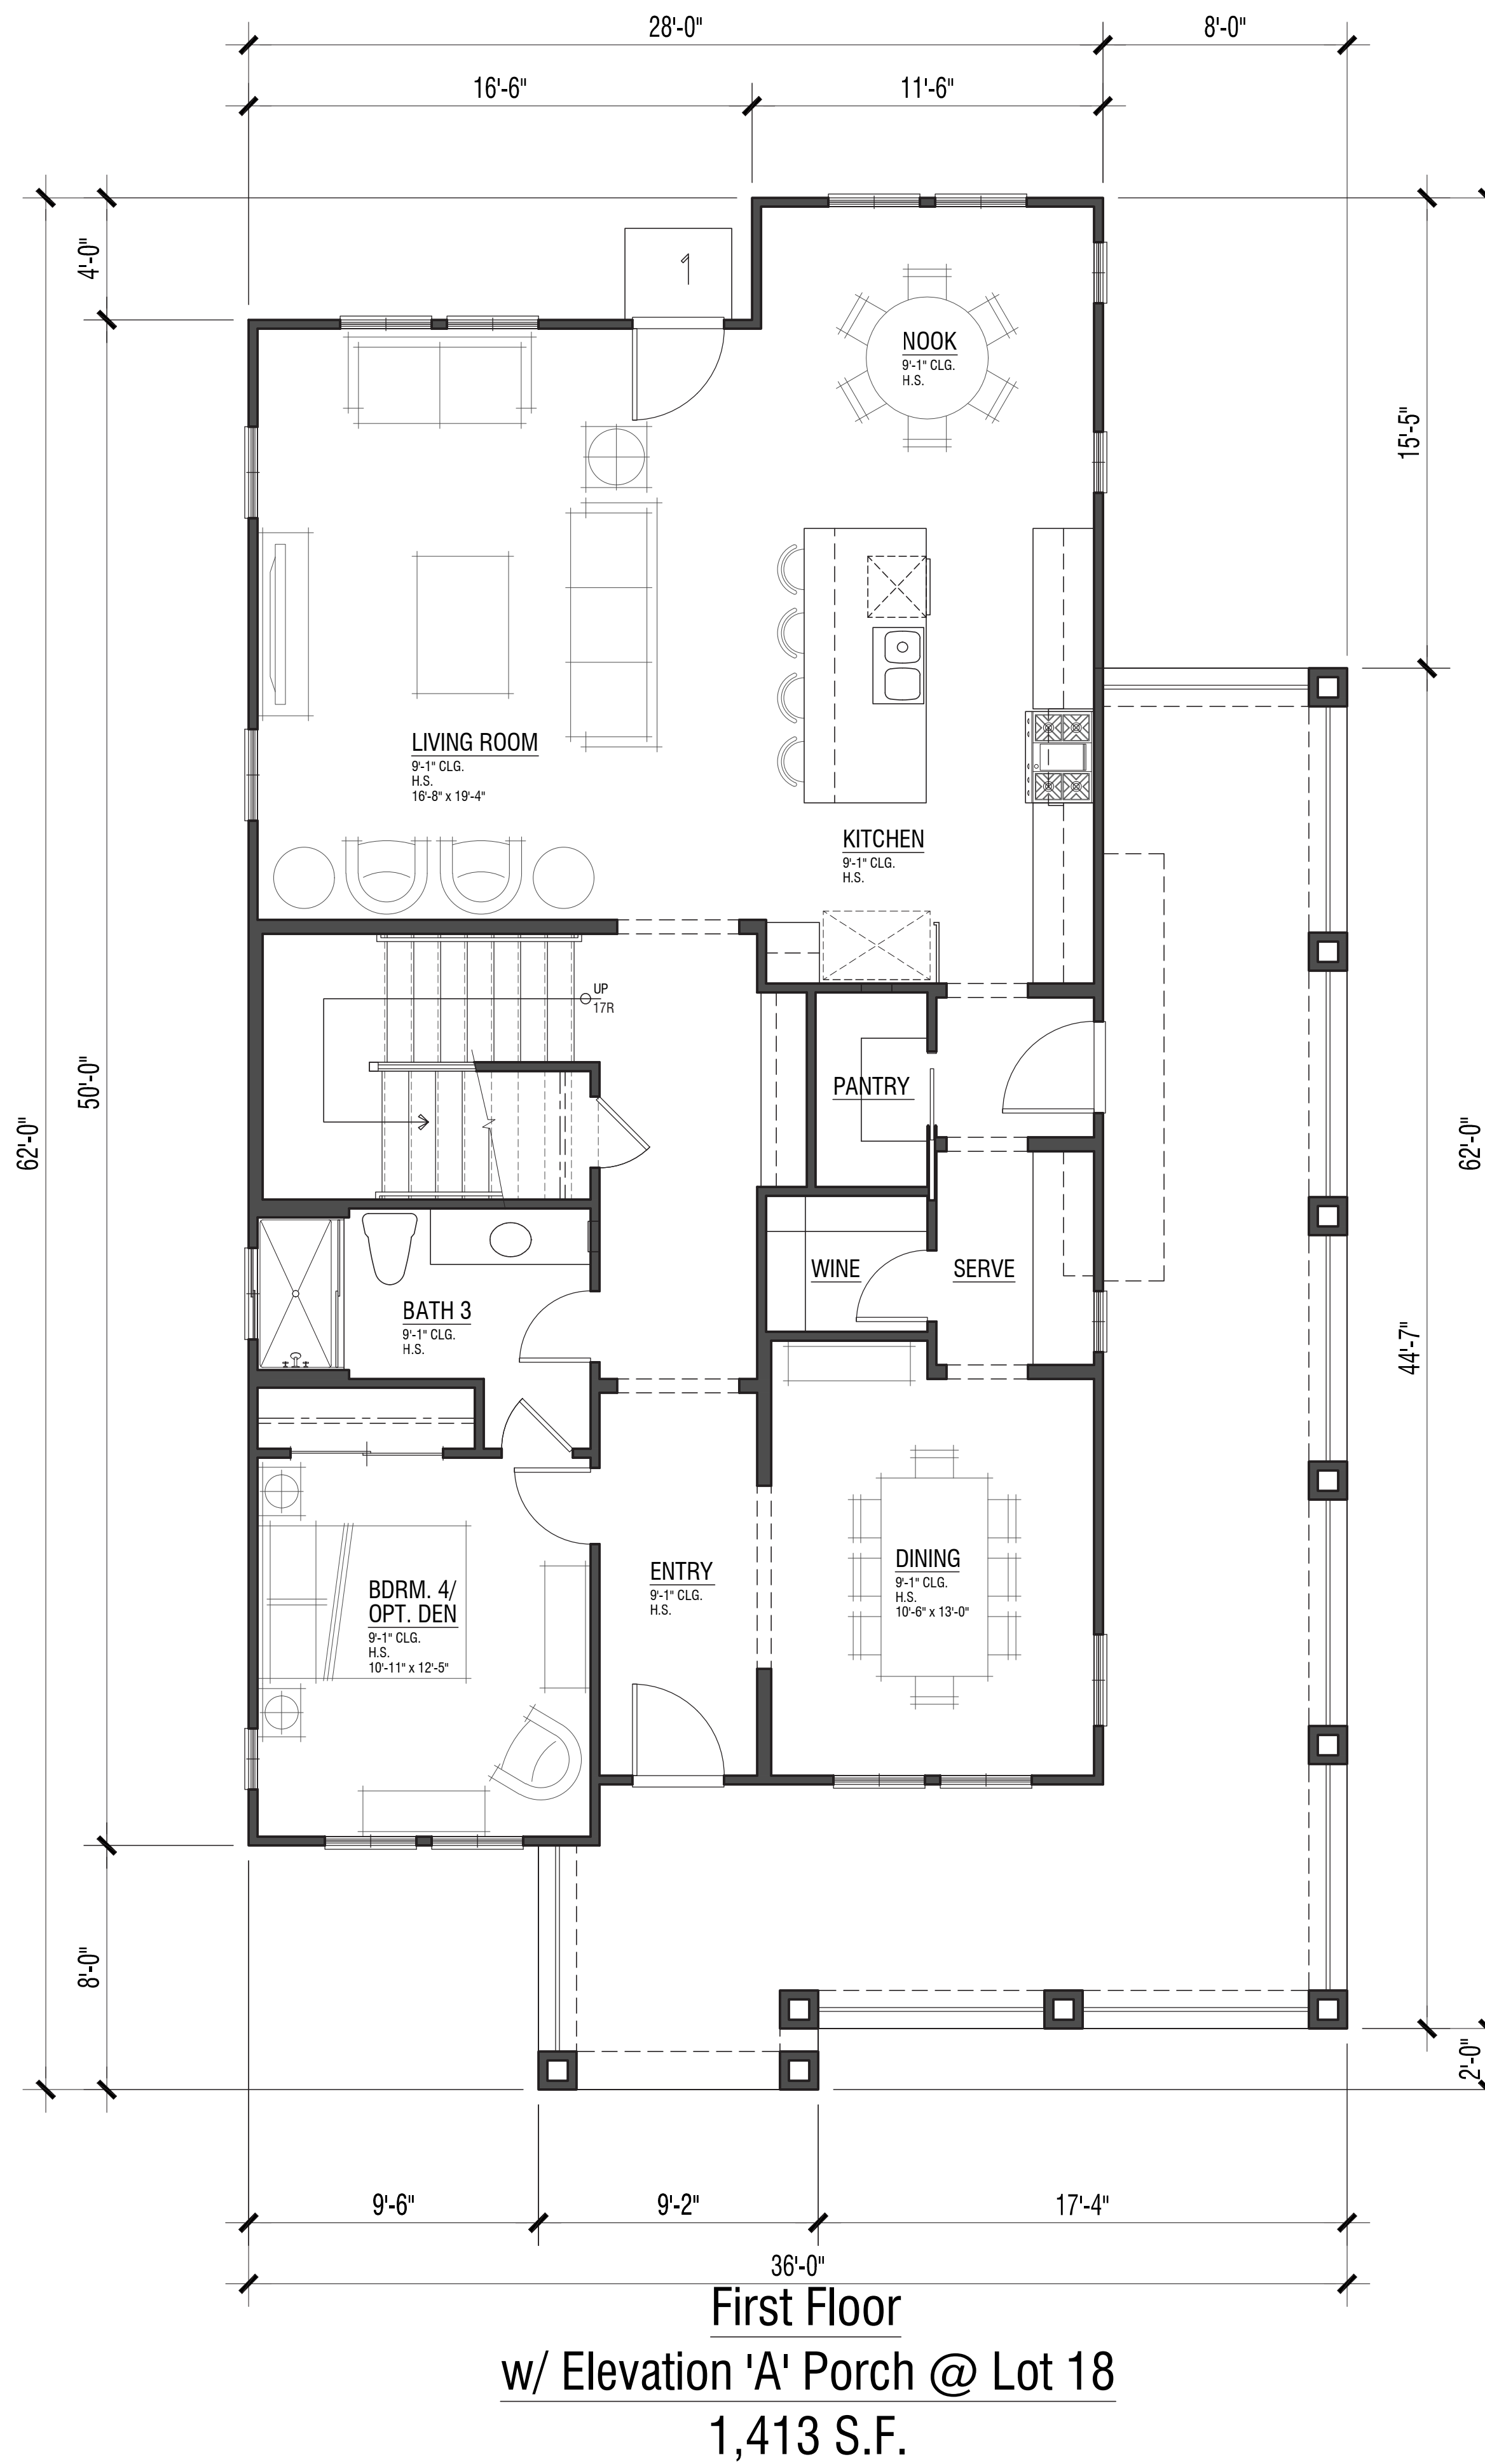 28'-0"
8'-0"
16'-6"
11'-6"
4'-0"
1
NOOK
9'-1" CLG.
H.S.
15'-5"
LIVING ROOM
9'-1" CLG.
H.S.
16'-8" x 19'-4"
KITCHEN
9'-1" CLG.
H.S.
UP
17R
PANTRY
50'-0"
62'-0"
62'-0"
WINE
SERVE
BATH 3
9'-1" CLG.
H.S.
44'-7"
ENTRY
9'-1" CLG.
H.S.
DINING
9'-1" CLG.
H.S.
10'-6" x 13'-0"
BDRM. 4/
OPT. DEN
9'-1" CLG.
H.S.
10'-11" x 12'-5"
8'-0"
2'-0"
9'-6"
9'-2"
17'-4"
36'-0"
First Floor
w/ Elevation 'A' Porch @ Lot 18
1,413 S.F.